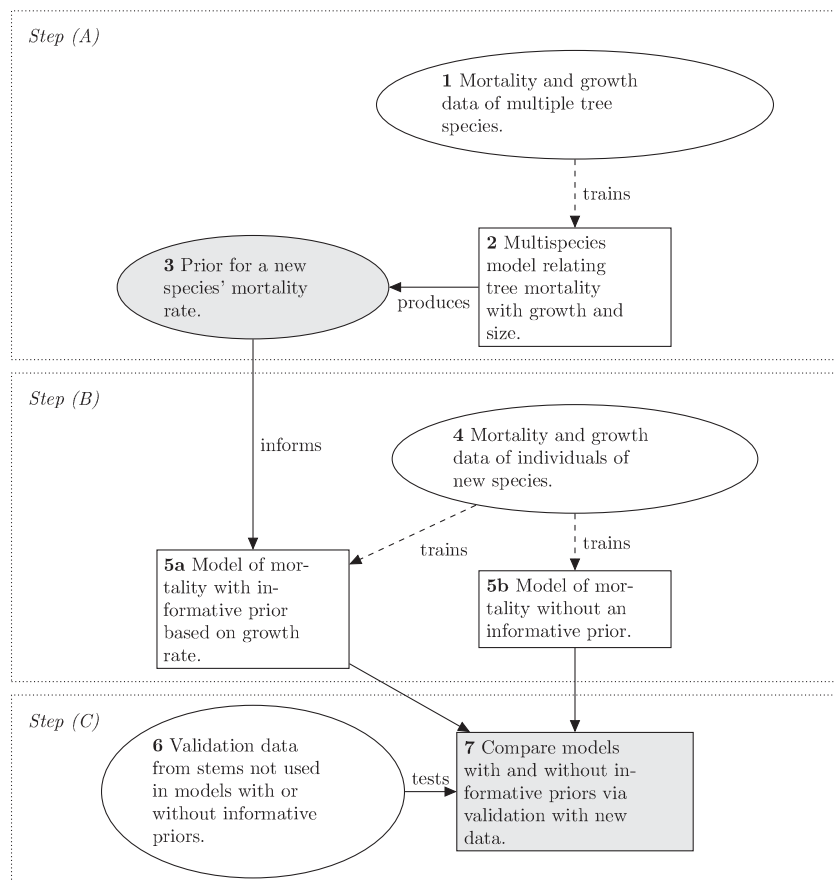 Step (A)
1 Mortality and growth
data of multiple tree
species.
trains
2 Multispecies
model relating
tree mortality
with growth and
size.
produces
3 Prior for a new
species' mortality
rate.
Step (B)
informs
4 Mortality and growth
data of individuals of
new species.
trains
trains
5a Model of mor-
tality with in-
formative prior
based on growth
rate.
5b Model of mor-
tality without an
informative prior.
Step (C)
6 Validation data
from stems not used
in models with or
without informative
priors.
tests
7 Compare models
with and without in-
formative priors via
validation with new
data.